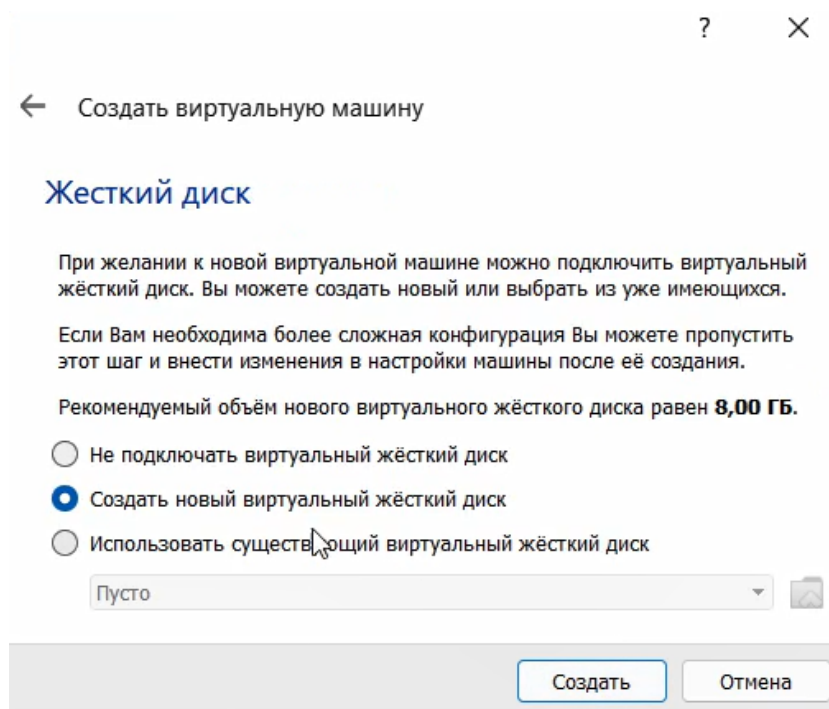 ?
Создать виртуальную машину
Жесткий диск
При желании к новой виртуальной машине можно подключить виртуальный
жёсткий диск. Вы можете создать новый или выбрать из уже имеющихся.
Если Вам необходима более сложная конфигурация Вы можете пропустить
этот шаг и внести изменения в настройки машины после её создания.
Рекомендуемый объём нового виртуального жёсткого диска равен 8,00 ГБ.
Не подключать виртуальный жёсткий диск
Создать новый виртуальный жёсткий диск
Использовать существующий виртуальный жёсткий диск
Пусто
Создать Отмена